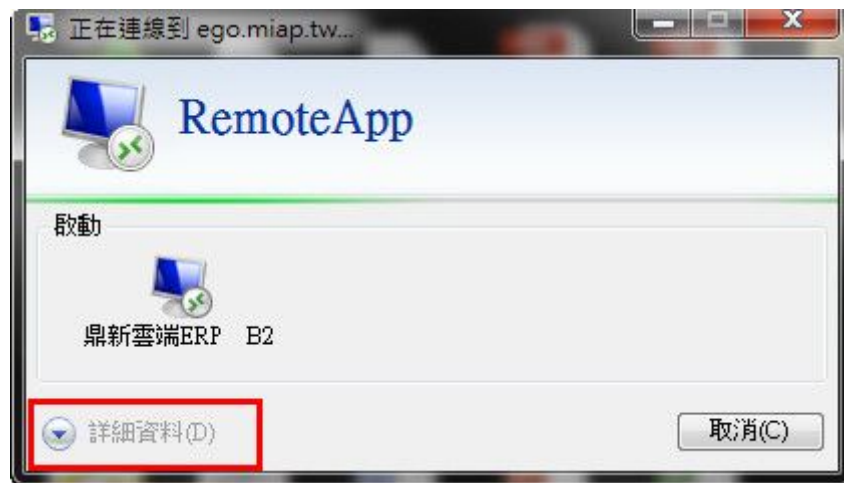 正在連線到 ego.miap.tw...
RemoteApp
啟動
鼎新雲端ERP B2
詳細資料(D)
取消(C)